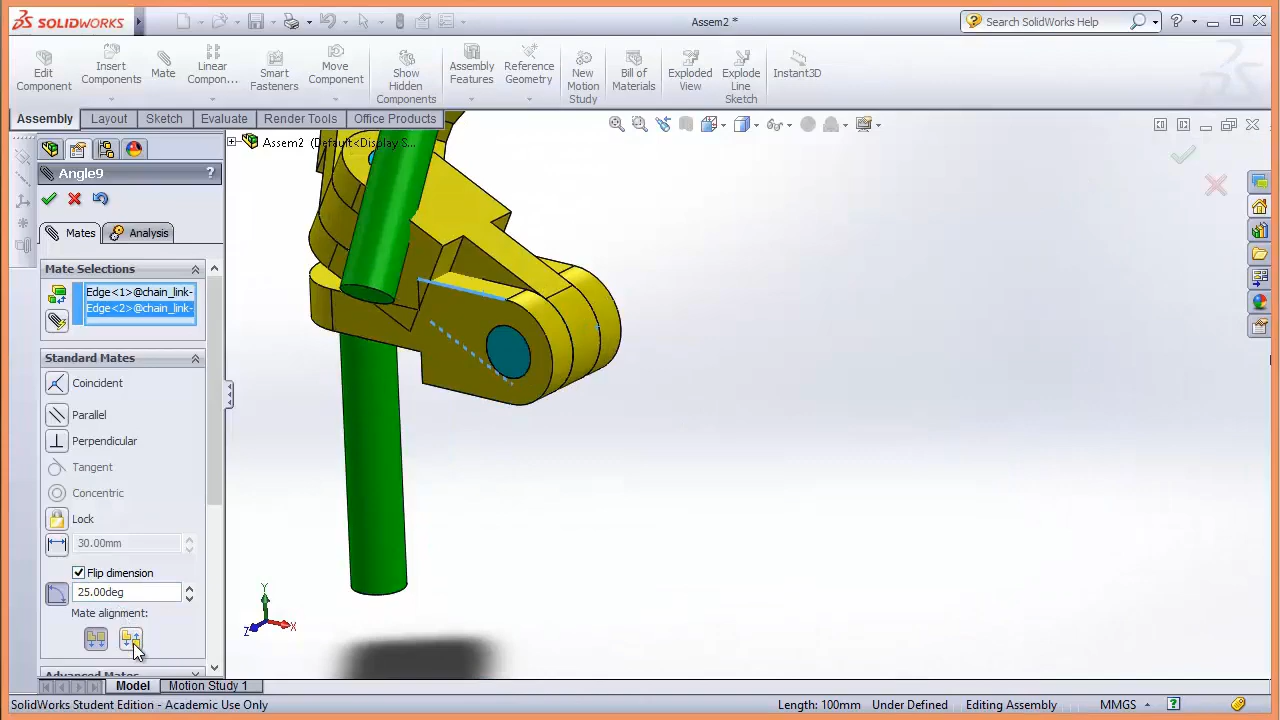 SOLIDWORKS
Assem2 *
Search SolidWorks Help
Edit Component
Insert Components
Mate
Linear Compon...
Smart Fasteners
Move Component
Show Hidden Components
Assembly Features
Reference Geometry
New Motion Study
Bill of Materials
Exploded View
Explode Line Sketch
Instant3D
Assembly
Layout
Sketch
Evaluate
Render Tools
Office Products
Assem2 (Default<Display S...
Angle9
?
Mates
Analysis
Mate Selections
Edge<1>@chain_link-
Edge<2>@chain_link-
Standard Mates
Coincident
Parallel
Perpendicular
Tangent
Concentric
Lock
30.00mm
Flip dimension
25.00deg
Mate alignment:
Advanced Mates
Y
Z
X
Model
Motion Study 1
SolidWorks Student Edition - Academic Use Only
Length: 100mm
Under Defined
Editing Assembly
MMGS
?